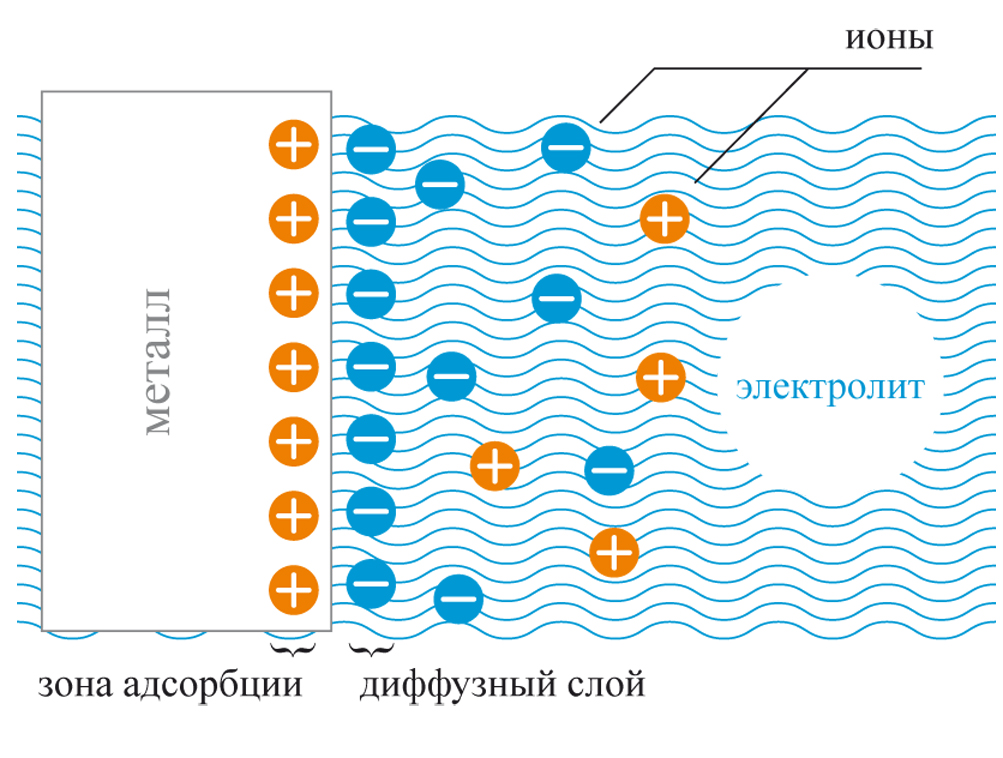 ионы
металл
электролит
зона адсорбции
диффузный слой